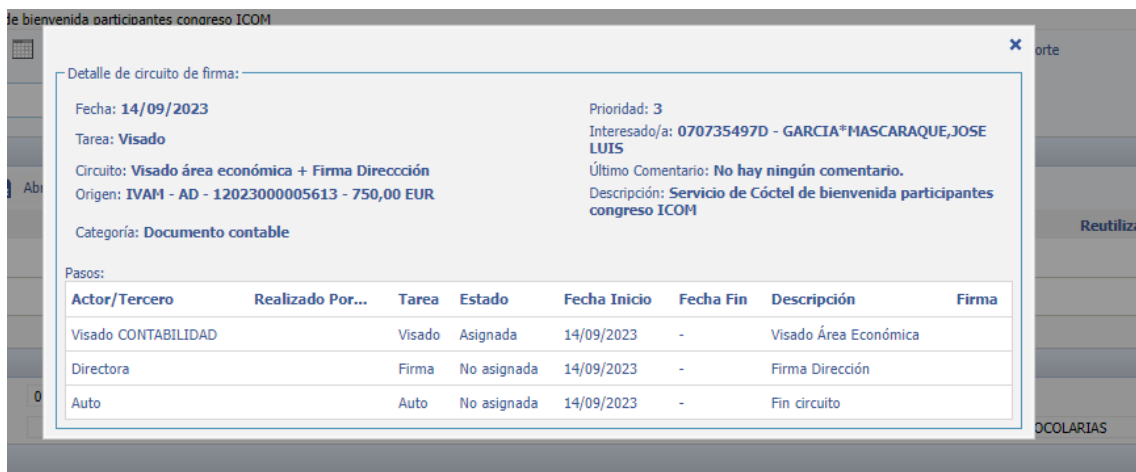 de bienvenida participantes congreso ICOM
orte
Detalle de circuito de firma:
Fecha: 14/09/2023
Prioridad: 3
Tarea: Visado
Interesado/a: 070735497D - GARCIA*MASCARAQUE,JOSE
LUIS
Circuito: Visado área económica + Firma Direccción
Último Comentario: No hay ningún comentario.
Origen: IVAM - AD - 12023000005613 - 750,00 EUR
Descripción: Servicio de Cóctel de bienvenida participantes
congreso ICOM
Categoría: Documento contable
Abr
Reutiliza
Pasos:
Actor/Tercero Realizado Por... Tarea Estado Fecha Inicio Fecha Fin Descripción Firma
Visado CONTABILIDAD Visado Asignada 14/09/2023 - Visado Área Económica
Directora Firma No asignada 14/09/2023 - Firma Dirección
Auto Auto No asignada 14/09/2023 - Fin circuito
0
OCOLARIAS